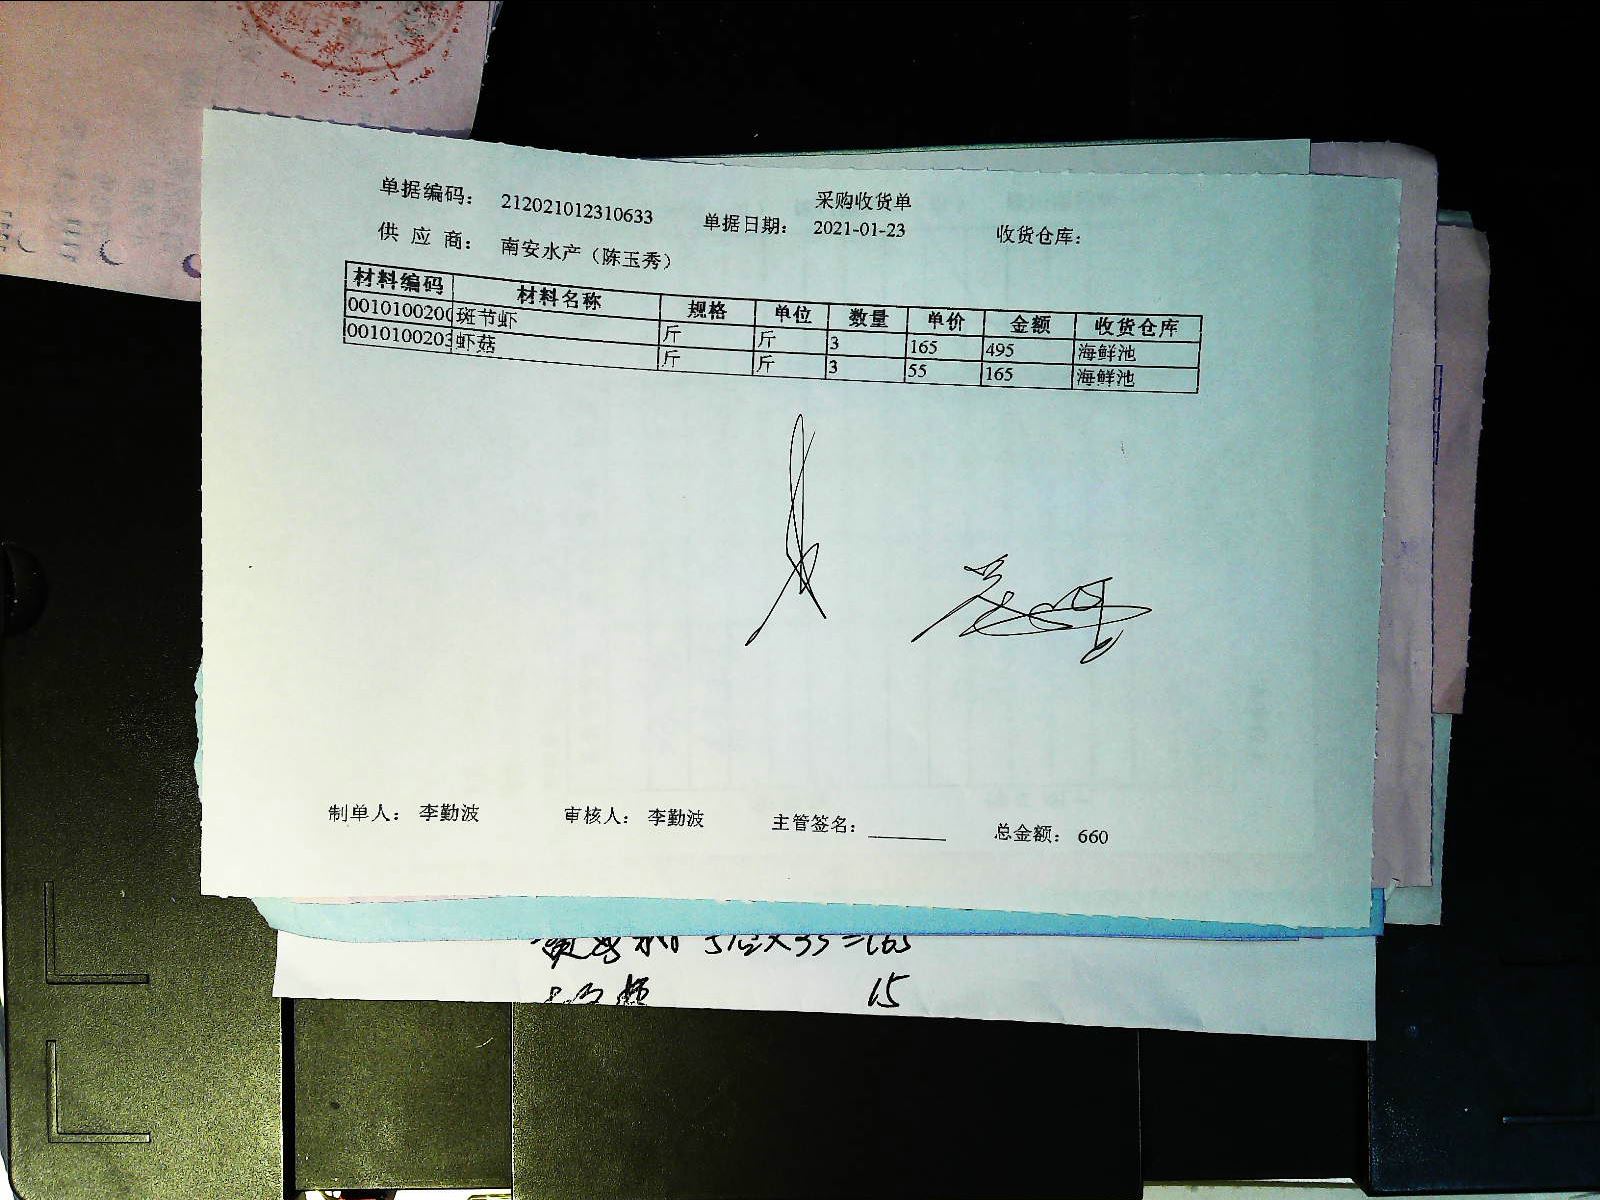 采购收货单
单据编码: 212021012310633 单据日期: 2021-01-23 收货仓库:
供 应 商: 南安水产（陈玉秀）
材料编码 材料名称 规格 单位 数量 单价 金额 收货仓库
0010100200 斑节虾 斤 斤 3 165 495 海鲜池
0010100203 虾菇 斤 斤 3 55 165 海鲜池
制单人: 李勤波 审核人: 李勤波 主管签名: 总金额: 660
15